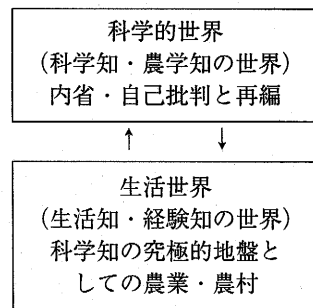 科学的世界
(科学知・農学知の世界)
内省・自己批判と再編
↑ ↓
生活世界
(生活知・経験知の世界)
科学知の究極的地盤と
しての農業・農村